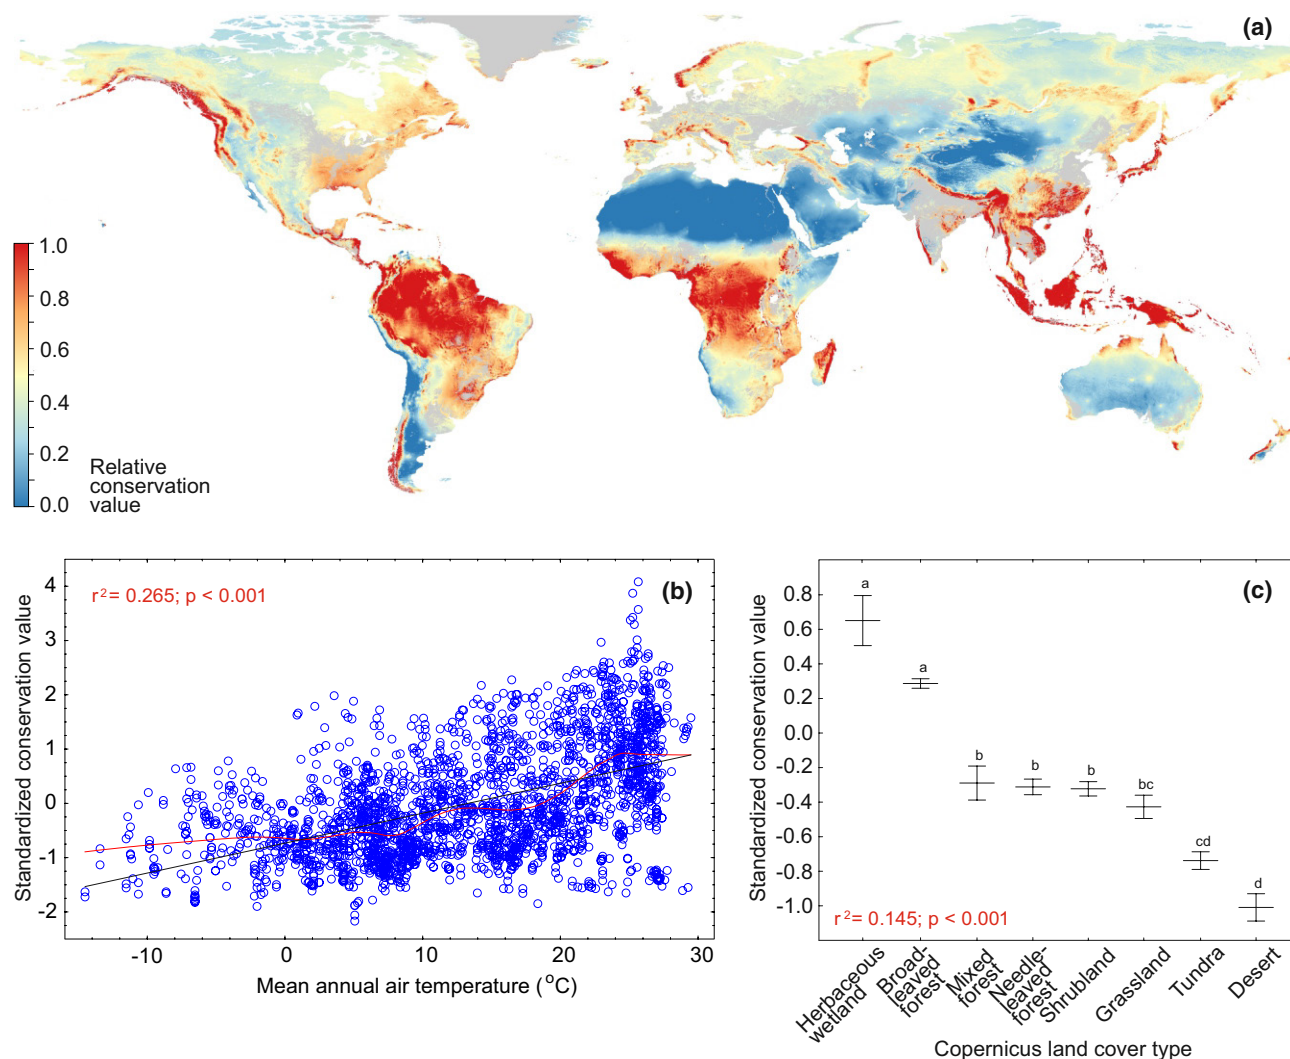 (a)
1.0
0.8
0.6
0.4
0.2
0.0
Relative
conservation
value
(b)
r²= 0.265; p < 0.001
Standardized conservation value
4
3
2
1
0
-1
-2
-10
0
10
20
30
Mean annual air temperature (°C)
(c)
Standardized conservation value
0.8
0.6
0.4
0.2
0.0
-0.2
-0.4
-0.6
-0.8
-1.0
a
a
b
b
b
bc
cd
d
r²= 0.145; p < 0.001
Herbaceous
wetland
Broad-
leaved
forest
Mixed
forest
Needle-
leaved
forest
Shrubland
Grassland
Tundra
Desert
Copernicus land cover type